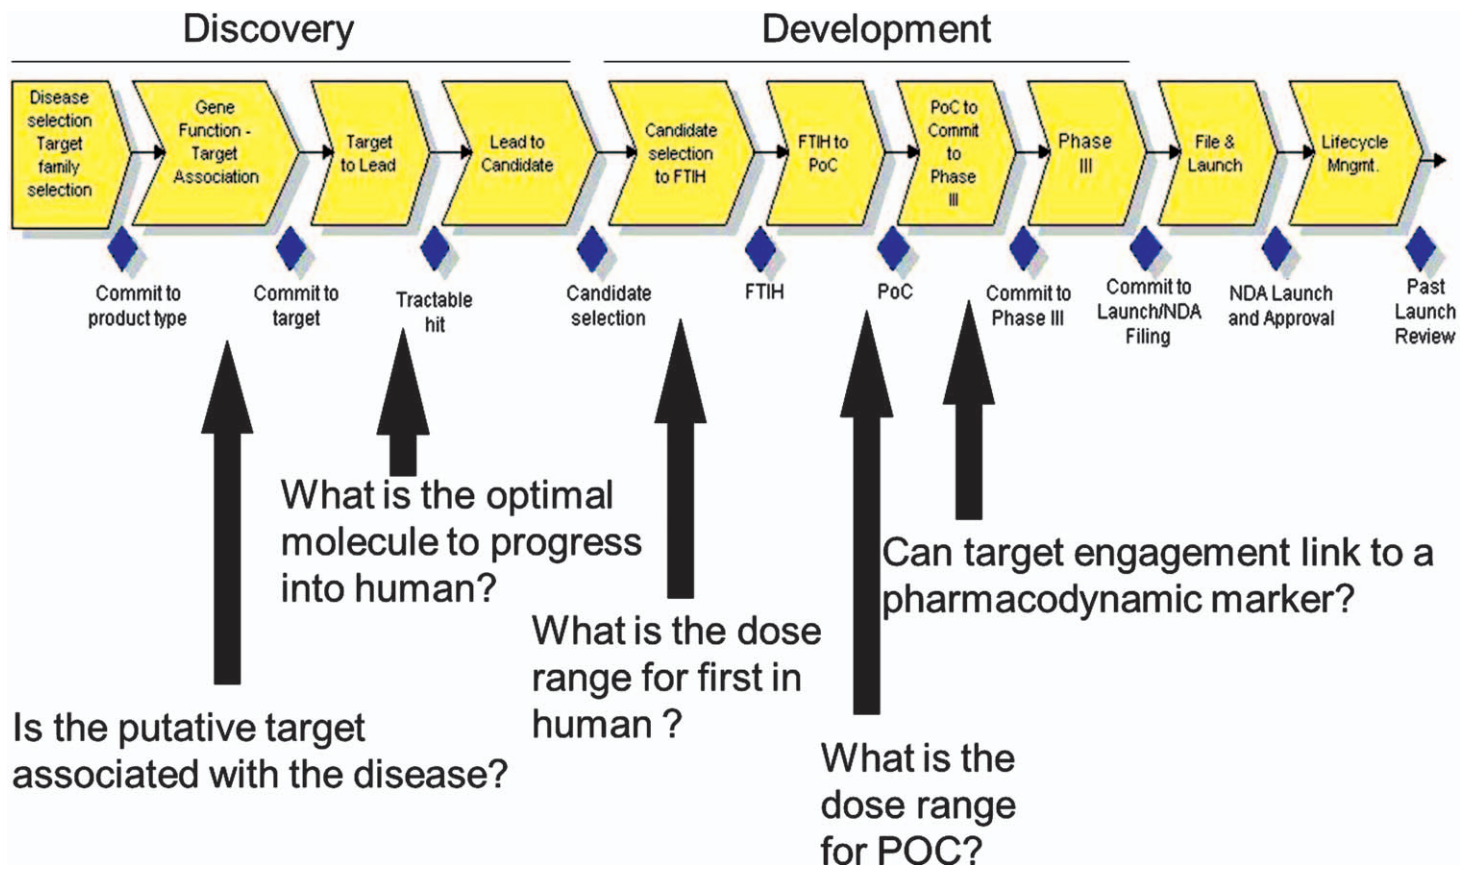 Discovery
Development
Disease
selection
Target
family
selection
Gene
Function -
Target
Association
Target
to Lead
Lead to
Candidate
Candidate
selection
to FTIH
FTIH to
PoC
PoC to
Commit
to
Phase
III
Phase
III
File &
Launch
Lifecycle
Mngmt.
Commit to
product type
Commit to
target
Tractable
hit
Candidate
selection
FTIH
PoC
Commit to
Phase III
Commit to
Launch/NDA
Filing
NDA Launch
and Approval
Past
Launch
Review
What is the optimal
molecule to progress
into human?
Can target engagement link to a
pharmacodynamic marker?
What is the dose
range for first in
human ?
Is the putative target
associated with the disease?
What is the
dose range
for POC?